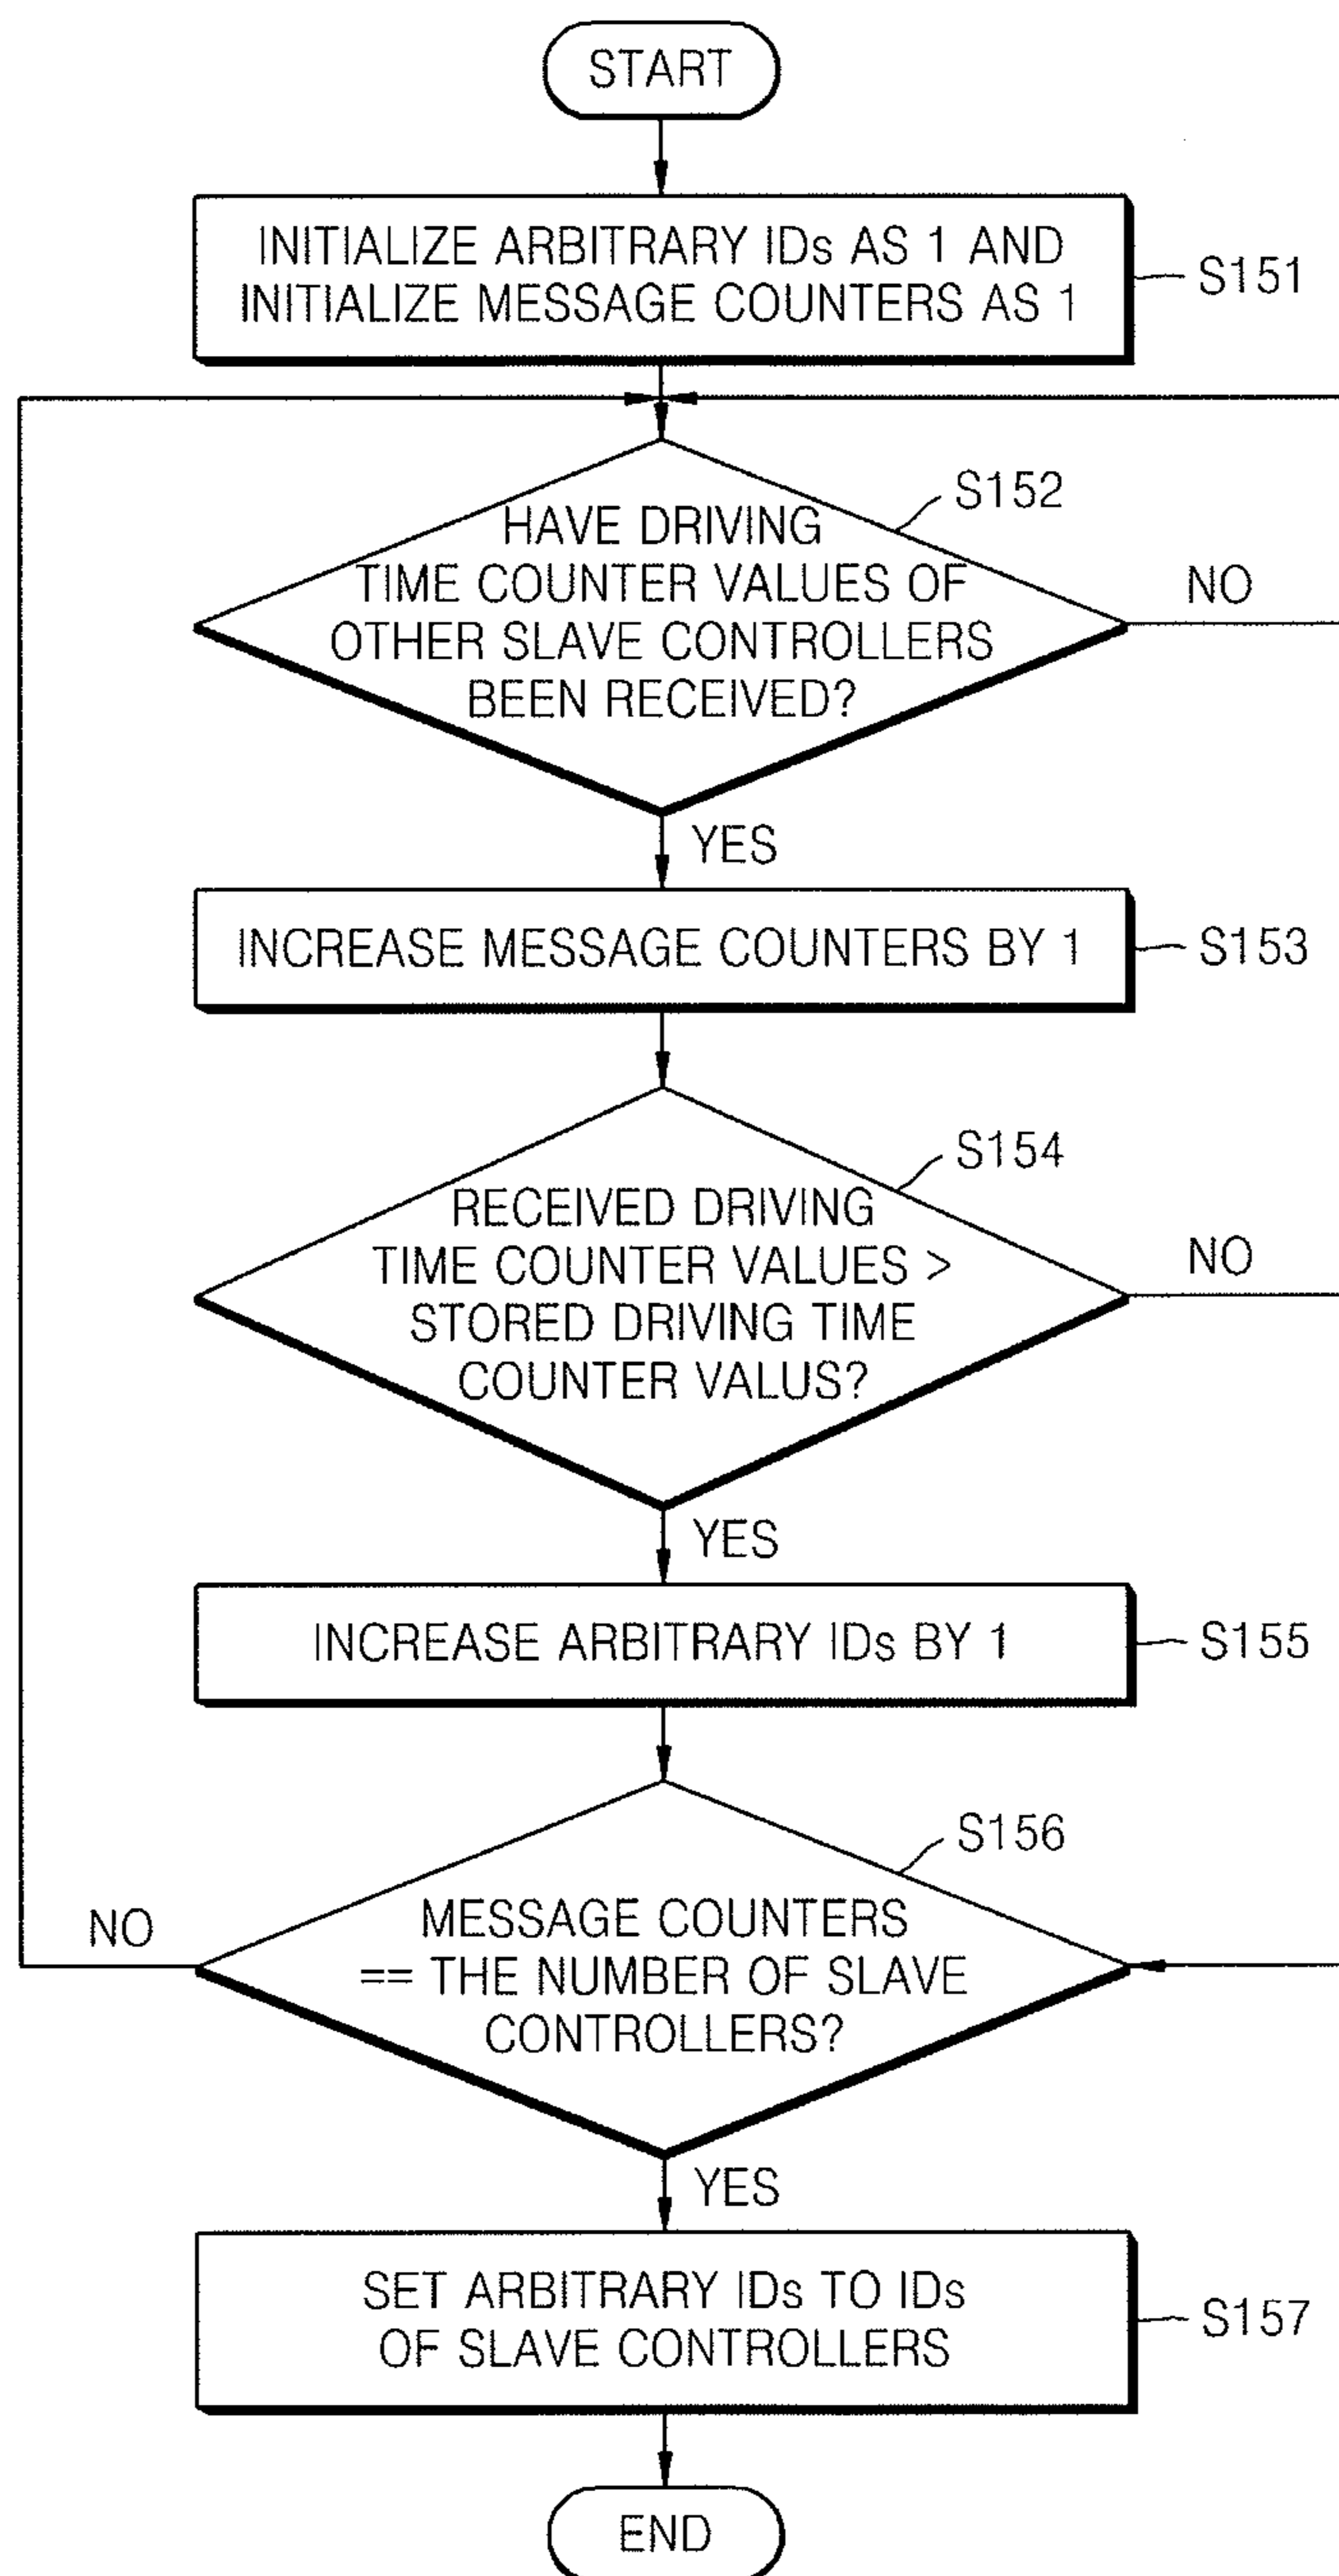 START
INITIALIZE ARBITRARY IDs AS 1 AND
INITIALIZE MESSAGE COUNTERS AS 1
S151
S152
HAVE DRIVING
TIME COUNTER VALUES OF
OTHER SLAVE CONTROLLERS
BEEN RECEIVED?
NO
YES
INCREASE MESSAGE COUNTERS BY 1
S153
S154
RECEIVED DRIVING
TIME COUNTER VALUES >
STORED DRIVING TIME
COUNTER VALUS?
NO
YES
INCREASE ARBITRARY IDs BY 1
S155
S156
MESSAGE COUNTERS
== THE NUMBER OF SLAVE
CONTROLLERS?
NO
YES
SET ARBITRARY IDs TO IDs
OF SLAVE CONTROLLERS
S157
END